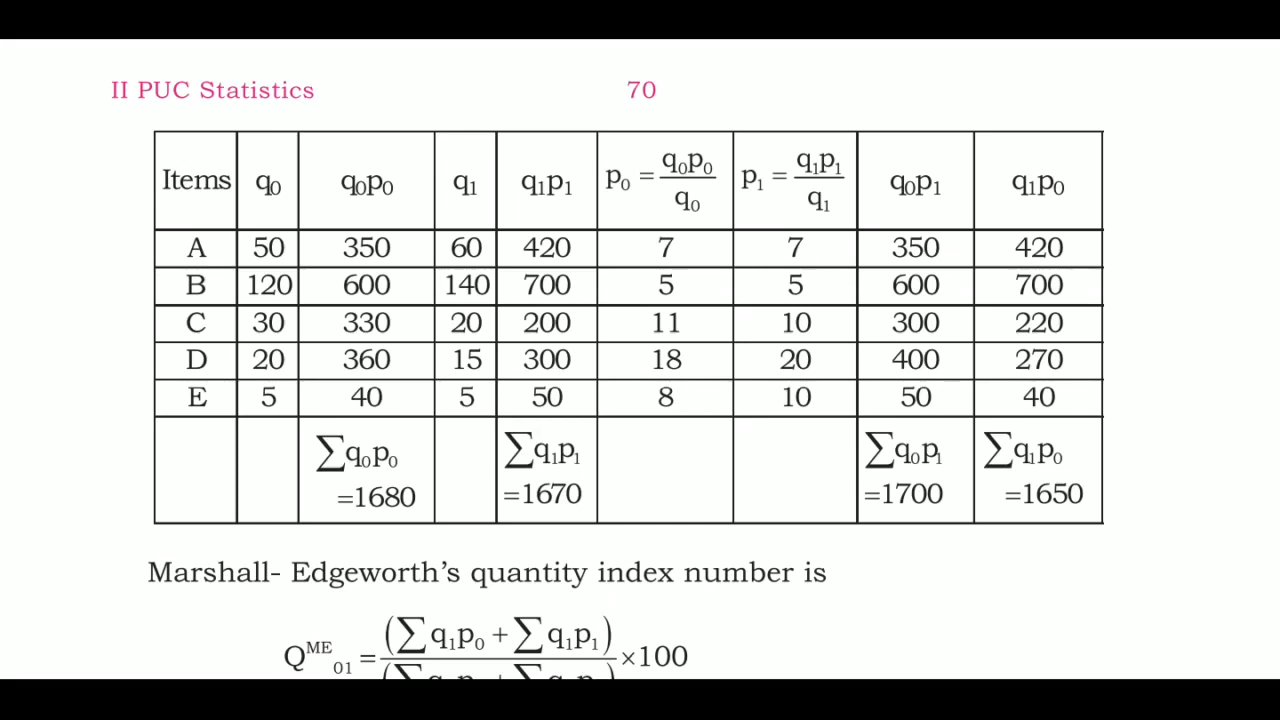 II PUC Statistics 70
Items q₀ q₀p₀ q₁ q₁p₁ p₀ = q₀p₀/q₀ p₁ = q₁p₁/q₁ q₀p₁ q₁p₀
A 50 350 60 420 7 7 350 420
B 120 600 140 700 5 5 600 700
C 30 330 20 200 11 10 300 220
D 20 360 15 300 18 20 400 270
E 5 40 5 50 8 10 50 40
∑q₀p₀ ∑q₁p₁ ∑q₀p₁ ∑q₁p₀
=1680 =1670 =1700 =1650
Marshall- Edgeworth's quantity index number is
(∑q₁p₀ + ∑q₁p₁)
Q^ME ₀₁ = ×100